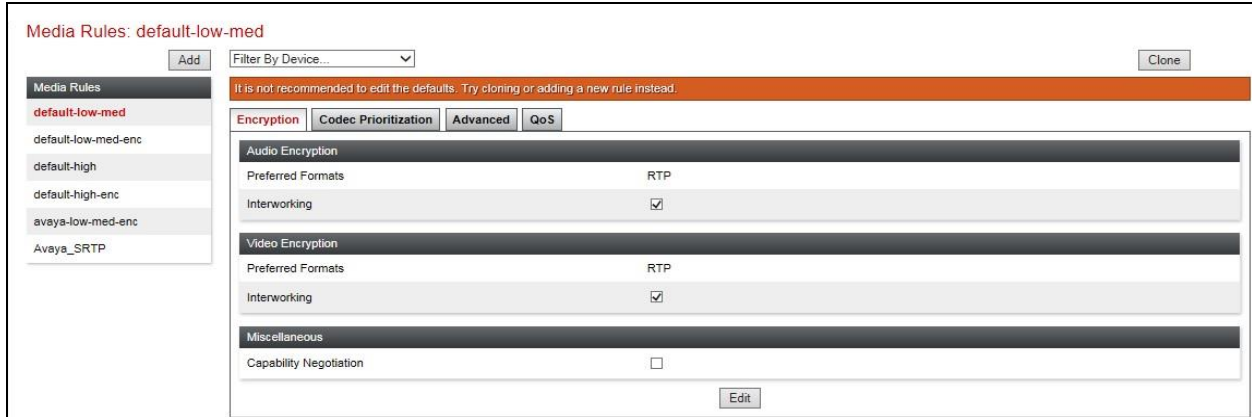 Media Rules: default-low-med
Add
Filter By Device...
Clone
Media Rules
default-low-med
default-low-med-enc
default-high
default-high-enc
avaya-low-med-enc
Avaya_SRTP
It is not recommended to edit the defaults. Try cloning or adding a new rule instead.
Encryption Codec Prioritization Advanced QoS
Audio Encryption
Preferred Formats RTP
Interworking
Video Encryption
Preferred Formats RTP
Interworking
Miscellaneous
Capability Negotiation
Edit